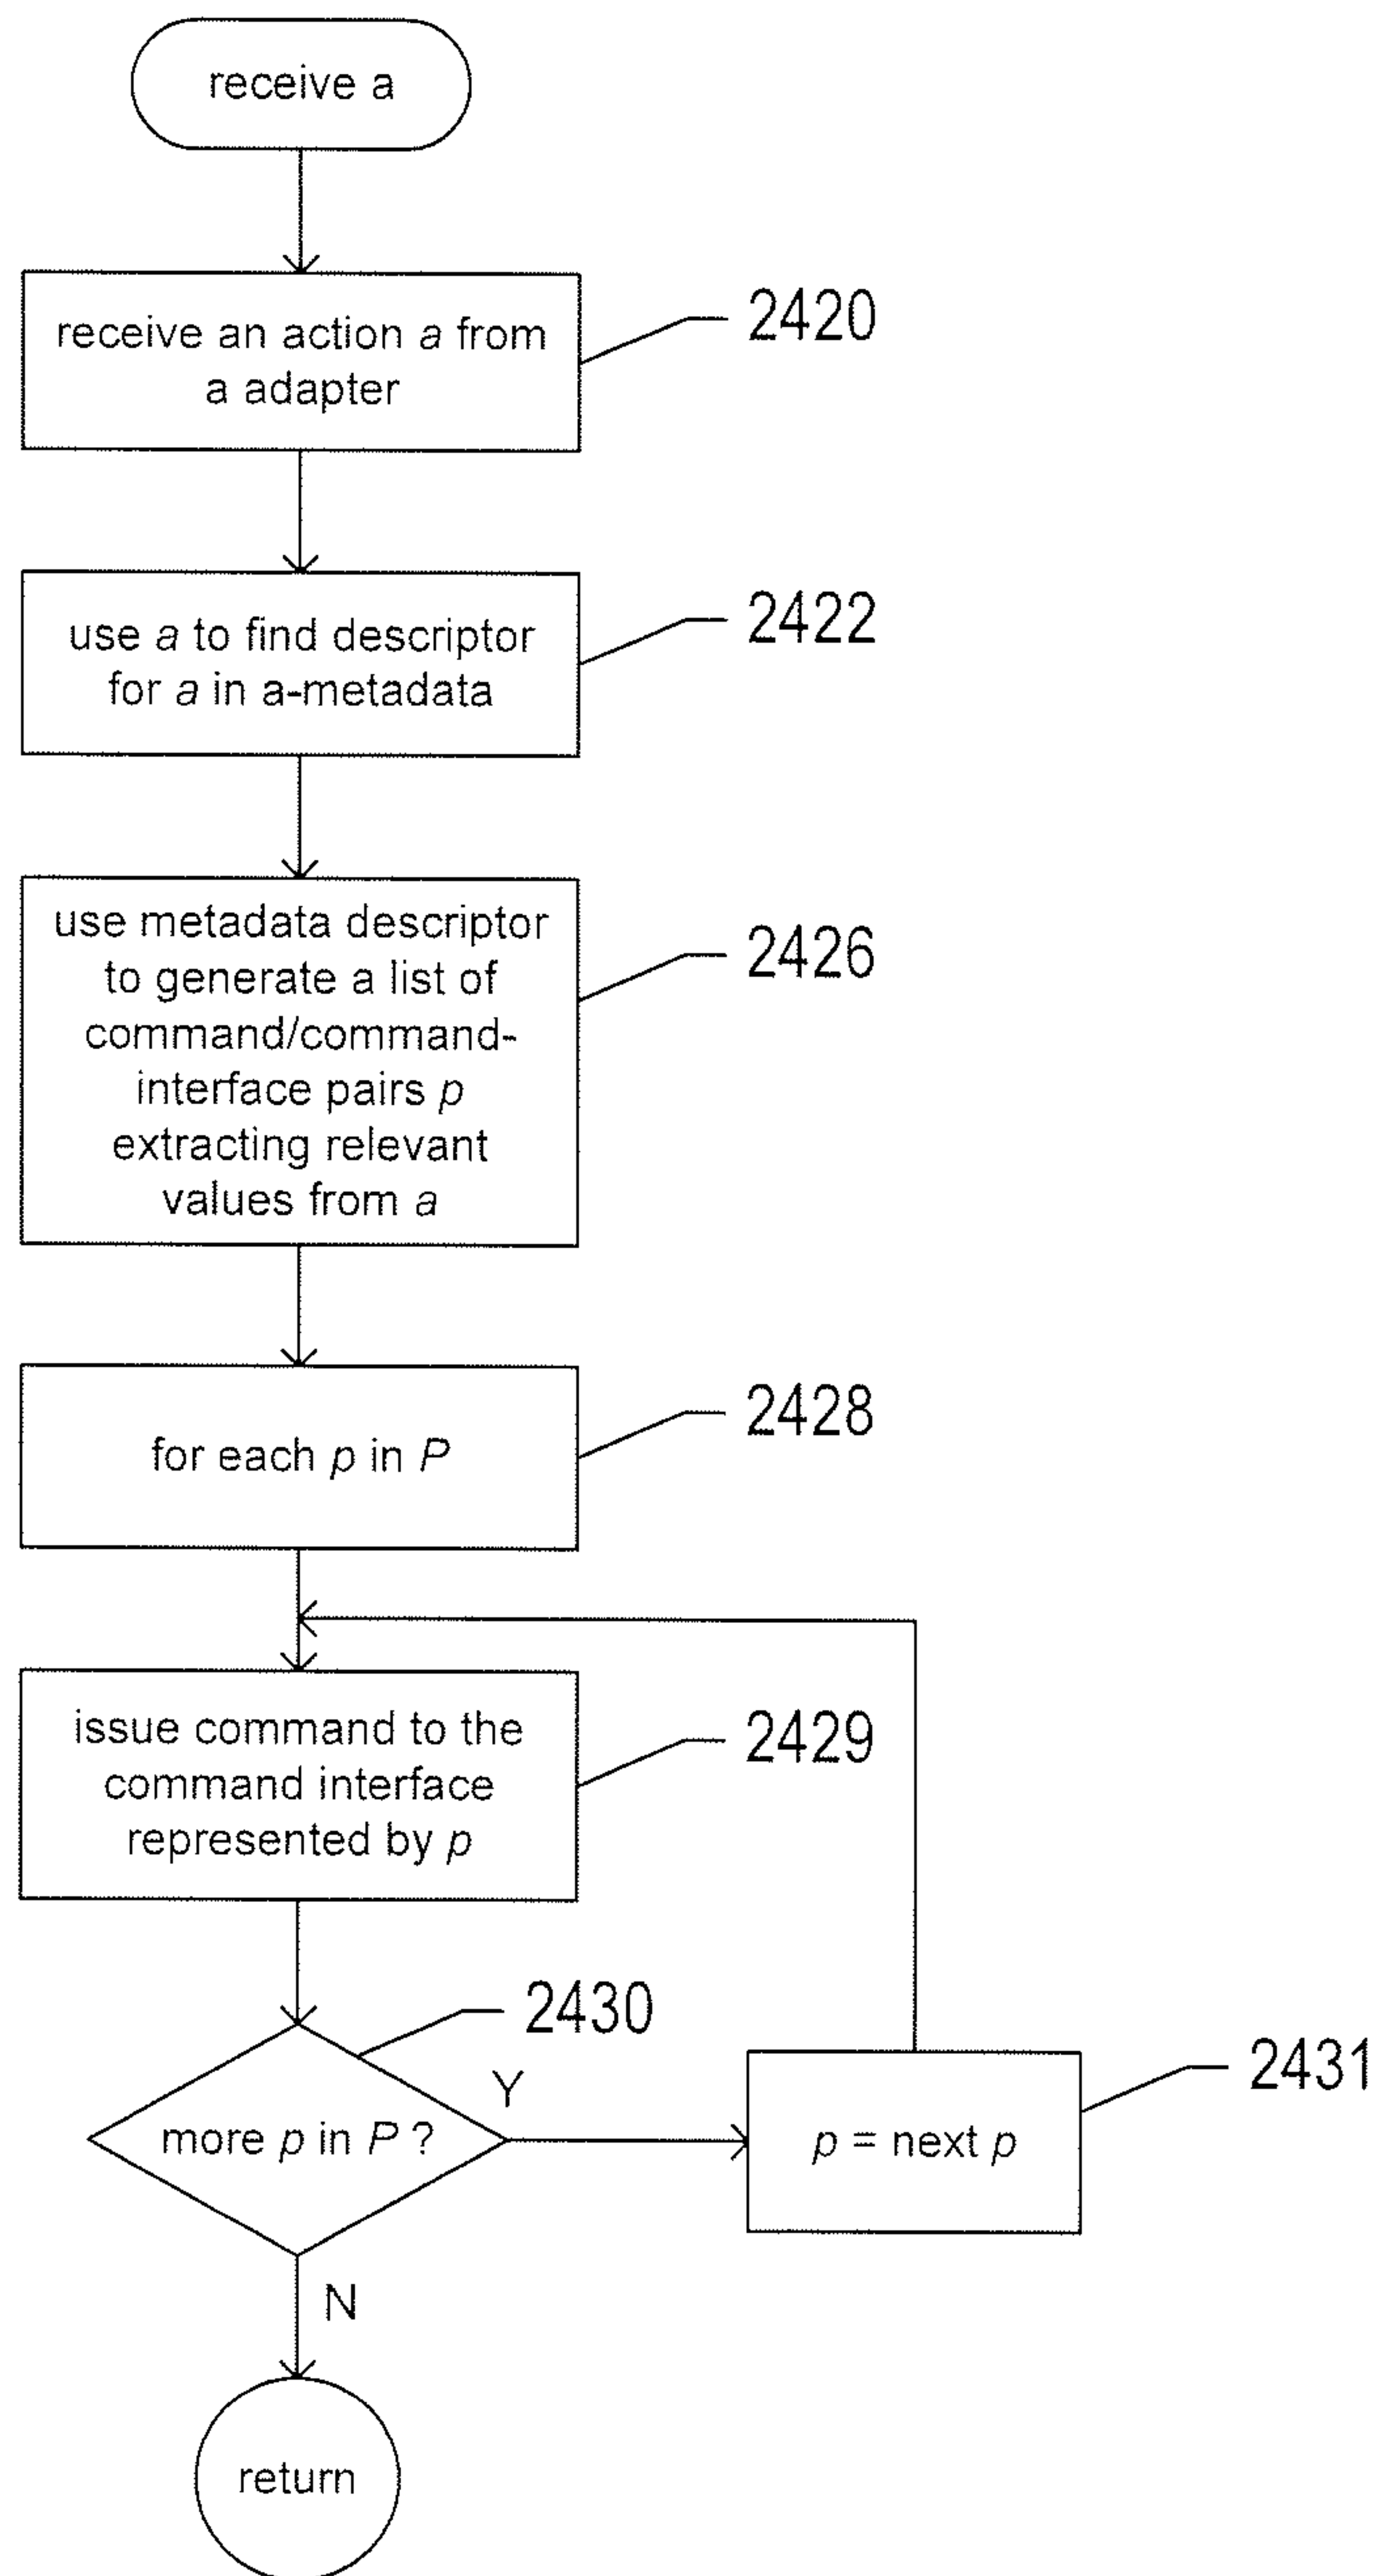 receive a
receive an action a from
a adapter
2420
use a to find descriptor
for a in a-metadata
2422
use metadata descriptor
to generate a list of
command/command-
interface pairs p
extracting relevant
values from a
2426
for each p in P
2428
issue command to the
command interface
represented by p
2429
2430
more p in P ?
Y
p = next p
2431
N
return